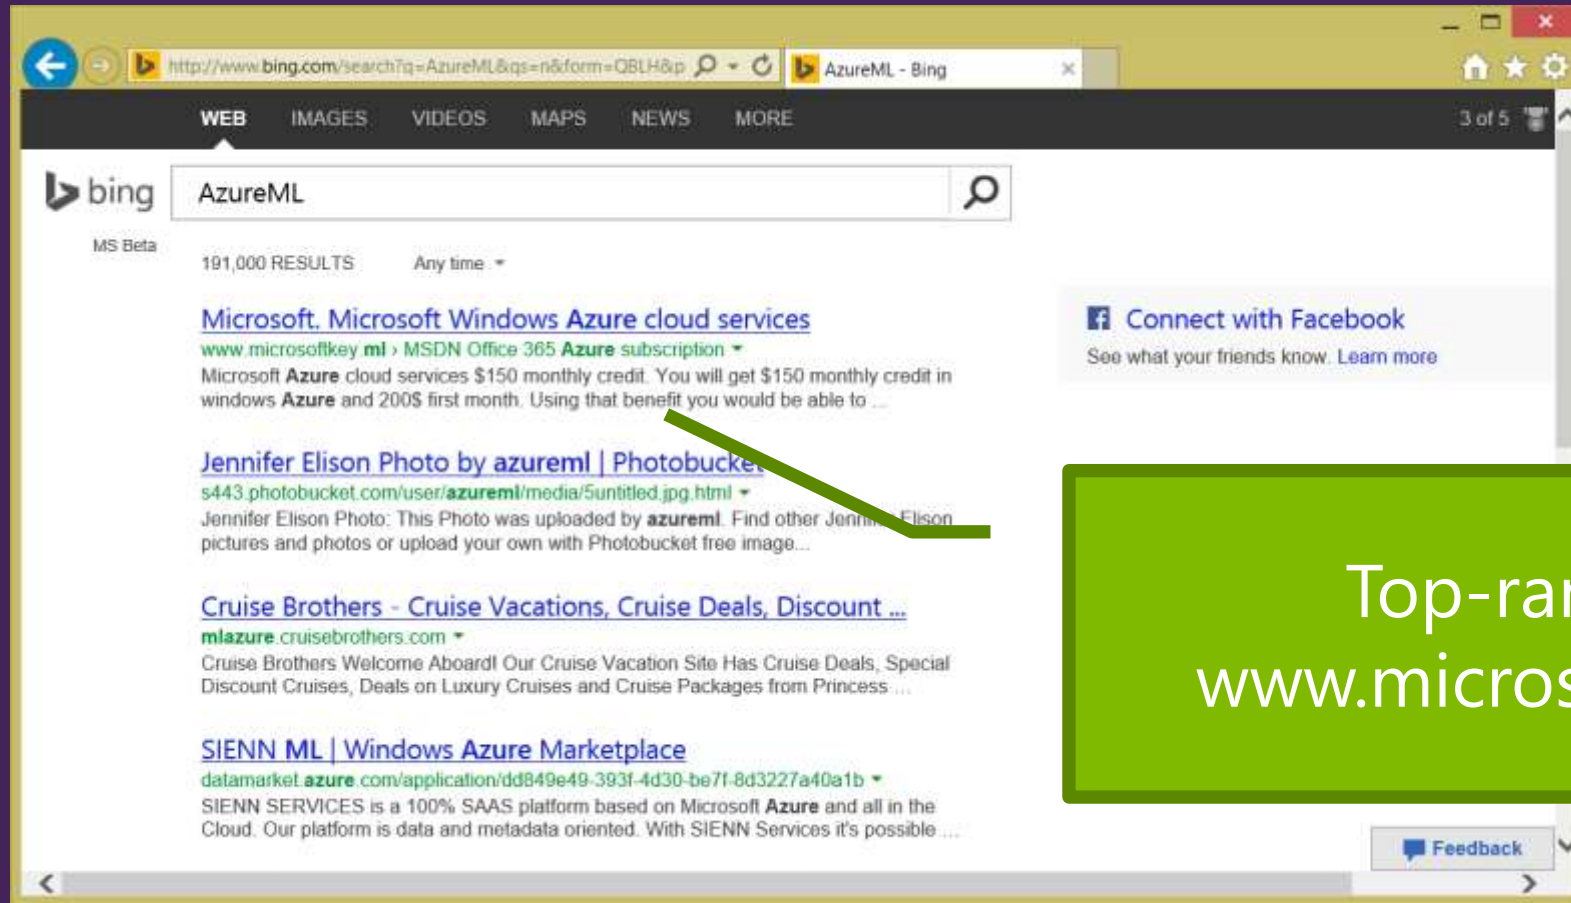 http://www.bing.com/search?q=AzureML&qs=n&form=QBLH&p
AzureML - Bing
WEB IMAGES VIDEOS MAPS NEWS MORE
3 of 5
bing
AzureML
MS Beta
191,000 RESULTS Any time
Microsoft. Microsoft Windows Azure cloud services
www.microsoftkey.ml › MSDN Office 365 Azure subscription
Microsoft Azure cloud services $150 monthly credit. You will get $150 monthly credit in
windows Azure and 200$ first month. Using that benefit you would be able to ...
Connect with Facebook
See what your friends know. Learn more
Jennifer Elison Photo by azureml | Photobucket
s443.photobucket.com/user/azureml/media/5untitled.jpg.html
Jennifer Elison Photo: This Photo was uploaded by azureml. Find other Jennifer Elison
pictures and photos or upload your own with Photobucket free image...
Cruise Brothers - Cruise Vacations, Cruise Deals, Discount ...
mlazure.cruisebrothers.com
Cruise Brothers Welcome Aboard! Our Cruise Vacation Site Has Cruise Deals, Special
Discount Cruises, Deals on Luxury Cruises and Cruise Packages from Princess ...
SIENN ML | Windows Azure Marketplace
datamarket.azure.com/application/dd849e49-393f-4d30-be7f-8d3227a40a1b
SIENN SERVICES is a 100% SAAS platform based on Microsoft Azure and all in the
Cloud. Our platform is data and metadata oriented. With SIENN Services it's possible ...
Top-ra
www.micros
Feedback